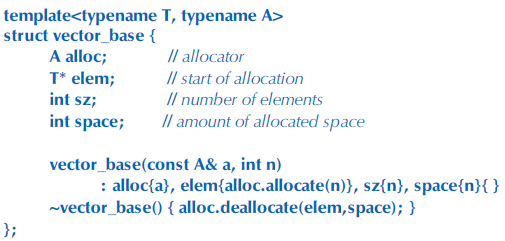 template<typename T, typename A>
struct vector_base {
A alloc; // allocator
T* elem; // start of allocation
int sz; // number of elements
int space; // amount of allocated space
vector_base(const A& a, int n)
: alloc{a}, elem{alloc.allocate(n)}, sz{n}, space{n}{ }
~vector_base() { alloc.deallocate(elem,space); }
};